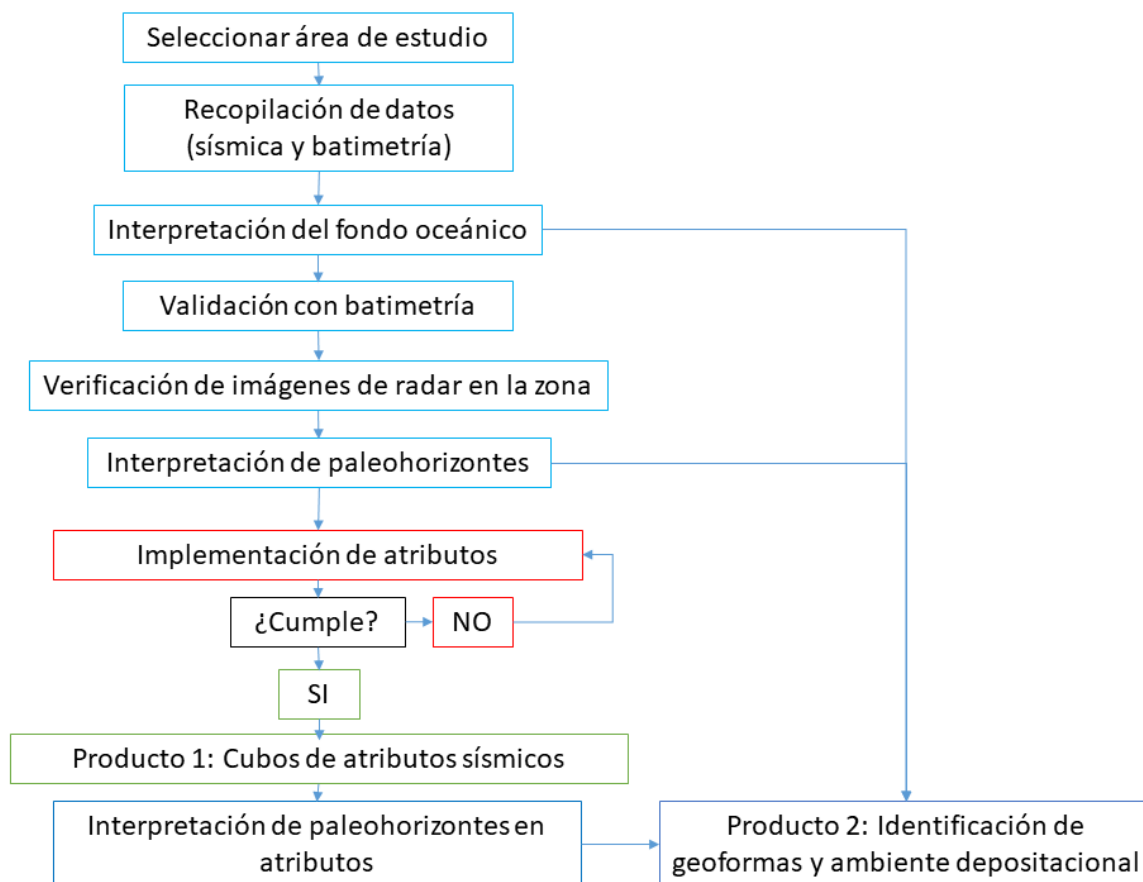 Seleccionar área de estudio
Recopilación de datos
(sísmica y batimetría)
Interpretación del fondo oceánico
Validación con batimetría
Verificación de imágenes de radar en la zona
Interpretación de paleohorizontes
Implementación de atributos
¿Cumple?
NO
SI
Producto 1: Cubos de atributos sísmicos
Interpretación de paleohorizontes en
atributos
Producto 2: Identificación de
geoformas y ambiente depositacional